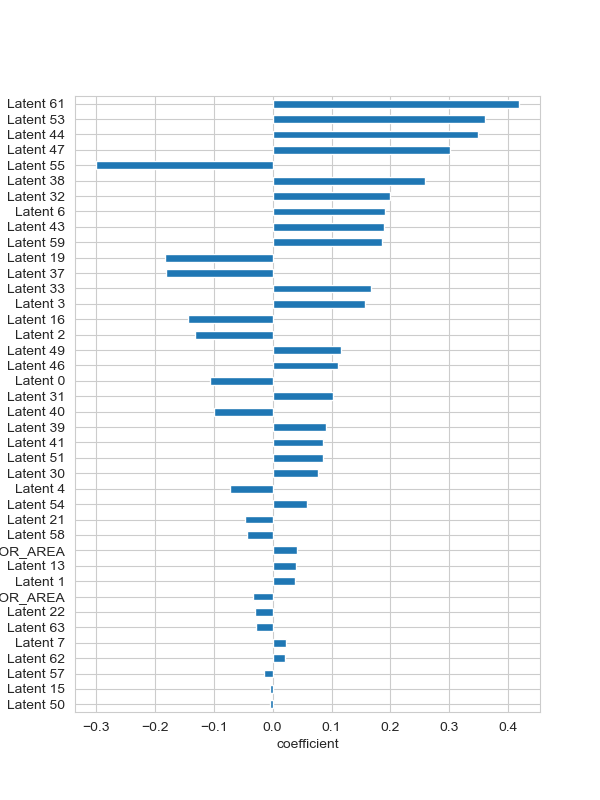 Latent 61
Latent 53
Latent 44
Latent 47
Latent 55
Latent 38
Latent 32
Latent 6
Latent 43
Latent 59
Latent 19
Latent 37
Latent 33
Latent 3
Latent 16
Latent 2
Latent 49
Latent 46
Latent 0
Latent 31
Latent 40
Latent 39
Latent 41
Latent 51
Latent 30
Latent 4
Latent 54
Latent 21
Latent 58
OR_AREA
Latent 13
Latent 1
OR_AREA
Latent 22
Latent 63
Latent 7
Latent 62
Latent 57
Latent 15
Latent 50
−0.3 −0.2 −0.1 0.0 0.1 0.2 0.3 0.4
coefficient